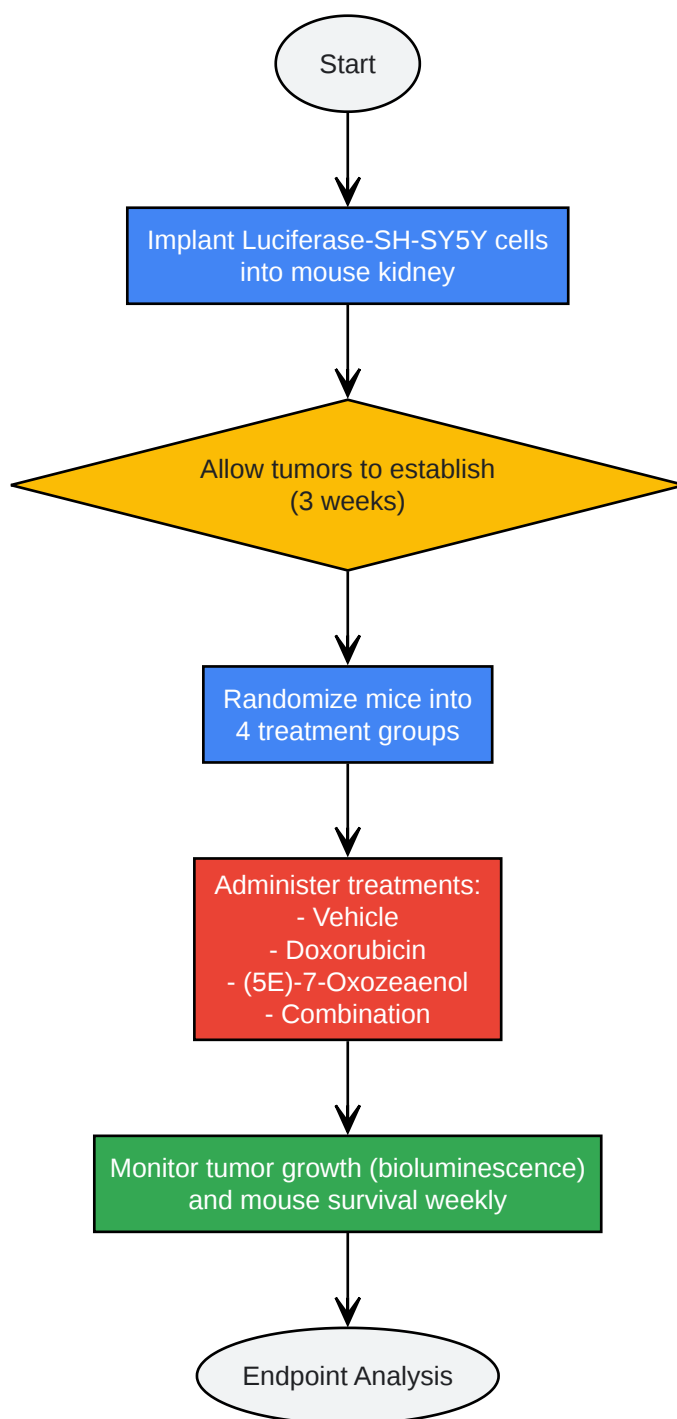 Start
Implant Luciferase-SH-SY5Y cells
into mouse kidney
Allow tumors to establish
(3 weeks)
Randomize mice into
4 treatment groups
Administer treatments:
- Vehicle
- Doxorubicin
- (5E)-7-Oxozeaenol
- Combination
Monitor tumor growth (bioluminescence)
and mouse survival weekly
Endpoint Analysis